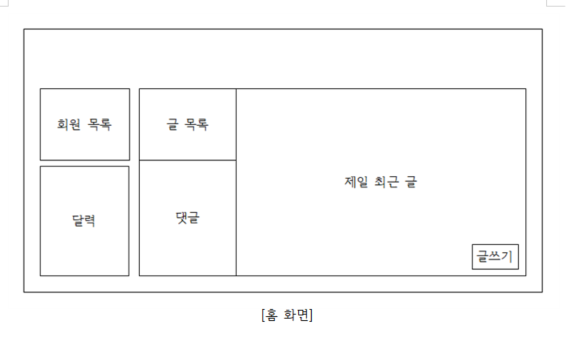 회원 목록
글 목록
제일 최근 글
달력
댓글
글쓰기
[홈 화면]